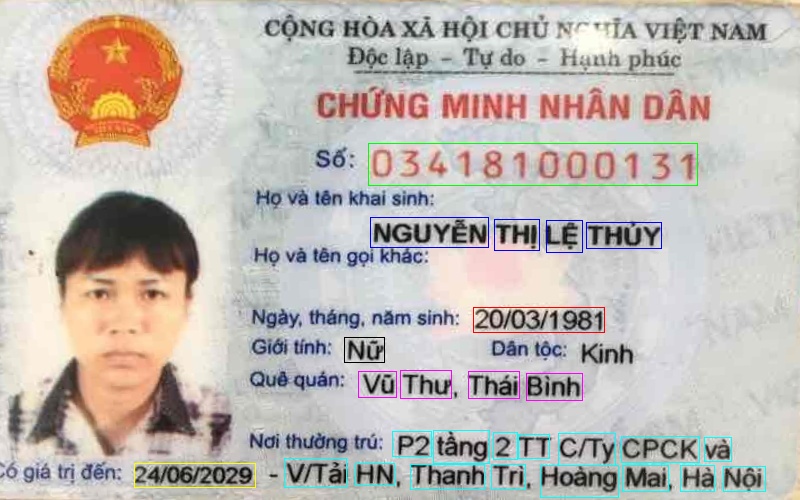 CỘNG HÒA XÃ HỘI CHỦ NGHĨA VIỆT NAM
Độc lập - Tự do - Hạnh phúc
CHỨNG MINH NHÂN DÂN
Số: 034181000131
Họ và tên khai sinh:
NGUYỄN THỊ LỆ THỦY
Họ và tên gọi khác:
Ngày, tháng, năm sinh: 20/03/1981
Giới tính: Nữ Dân tộc: Kinh
Quê quán: Vũ Thư, Thái Bình
Nơi thường trú: P2 tầng 2 TT C/Ty CPCK và
Có giá trị đến: 24/06/2029 - V/Tải HN, Thanh Trì, Hoàng Mai, Hà Nội